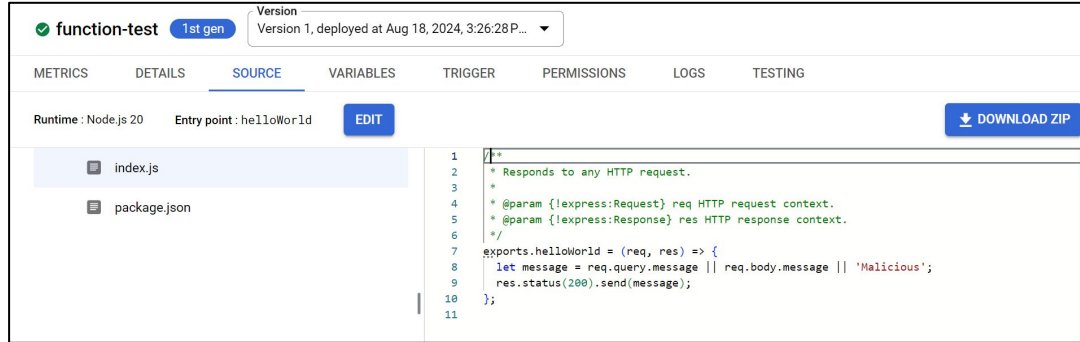 Version
function-test 1st gen Version 1, deployed at Aug 18, 2024, 3:26:28 P...
METRICS DETAILS SOURCE VARIABLES TRIGGER PERMISSIONS LOGS TESTING
Runtime : Node.js 20 Entry point : helloWorld EDIT DOWNLOAD ZIP
index.js
package.json
1 /**
2 * Responds to any HTTP request.
3 *
4 * @param {!express:Request} req HTTP request context.
5 * @param {!express:Response} res HTTP response context.
6 */
7 exports.helloWorld = (req, res) => {
8 let message = req.query.message || req.body.message || 'Malicious';
9 res.status(200).send(message);
10 };
11